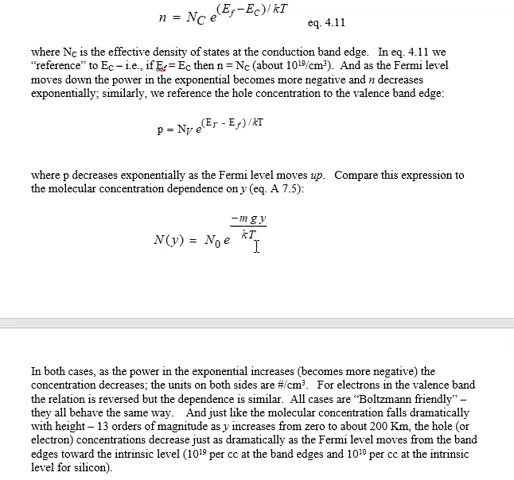 n = N_C e^(E_f – E_C)/ kT
eq. 4.11
where N_C is the effective density of states at the conduction band edge. In eq. 4.11 we
“reference” to E_C – i.e., if E_f = E_C then n = N_C (about 10^19/cm^3). And as the Fermi level
moves down the power in the exponential becomes more negative and n decreases
exponentially; similarly, we reference the hole concentration to the valence band edge:
p = N_V e^(E_V - E_f) / kT
where p decreases exponentially as the Fermi level moves up. Compare this expression to
the molecular concentration dependence on y (eq. A 7.5):
N(y) = N_0 e^(–m g y / kT)
In both cases, as the power in the exponential increases (becomes more negative) the
concentration decreases; the units on both sides are #/cm^3. For electrons in the valence band
the relation is reversed but the dependence is similar. All cases are “Boltzmann friendly” –
they all behave the same way. And just like the molecular concentration falls dramatically
with height – 13 orders of magnitude as y increases from zero to about 200 Km, the hole (or
electron) concentrations decrease just as dramatically as the Fermi level moves from the band
edges toward the intrinsic level (10^19 per cc at the band edges and 10^10 per cc at the intrinsic
level for silicon).